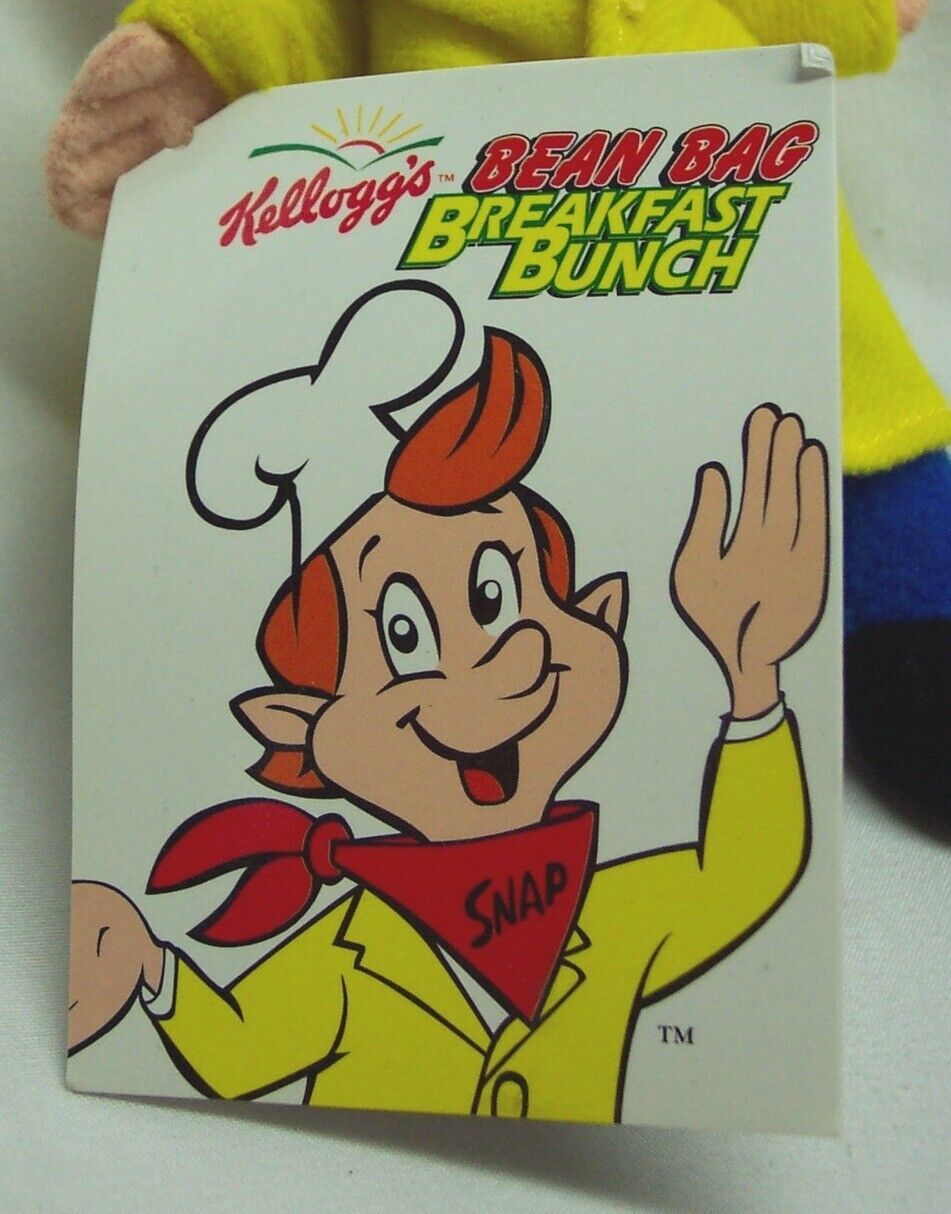 Kellogg's™ BEAN BAG
BREAKFAST
BUNCH
SNAP
TM